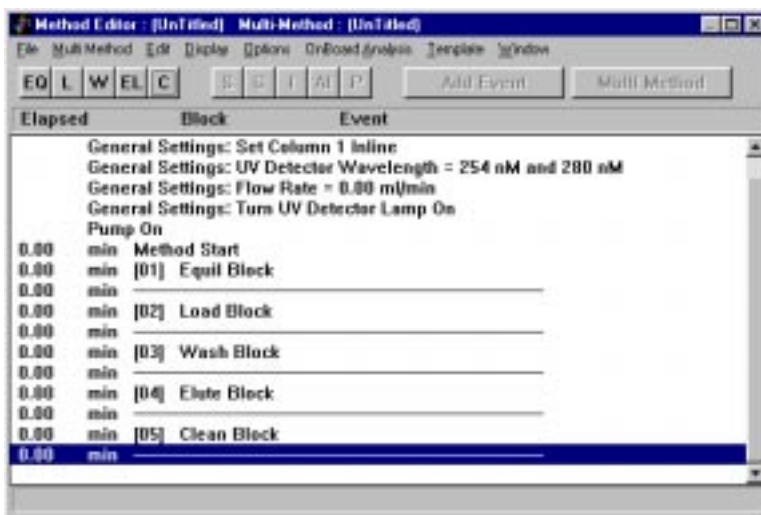 Method Editor : (UnTitled) Multi-Method : (UnTitled)
File Multi Method Edit Display Options OnBoard Analysis Template Window
EQ L W EL C S G I AI P Add Event Multi Method
Elapsed Block Event
General Settings: Set Column 1 Inline
General Settings: UV Detector Wavelength = 254 nM and 280 nM
General Settings: Flow Rate = 0.00 ml/min
General Settings: Turn UV Detector Lamp On
Pump On
0.00 min Method Start
0.00 min [01] Equil Block
0.00 min
0.00 min [02] Load Block
0.00 min
0.00 min [03] Wash Block
0.00 min
0.00 min [04] Elute Block
0.00 min
0.00 min [05] Clean Block
0.00 min